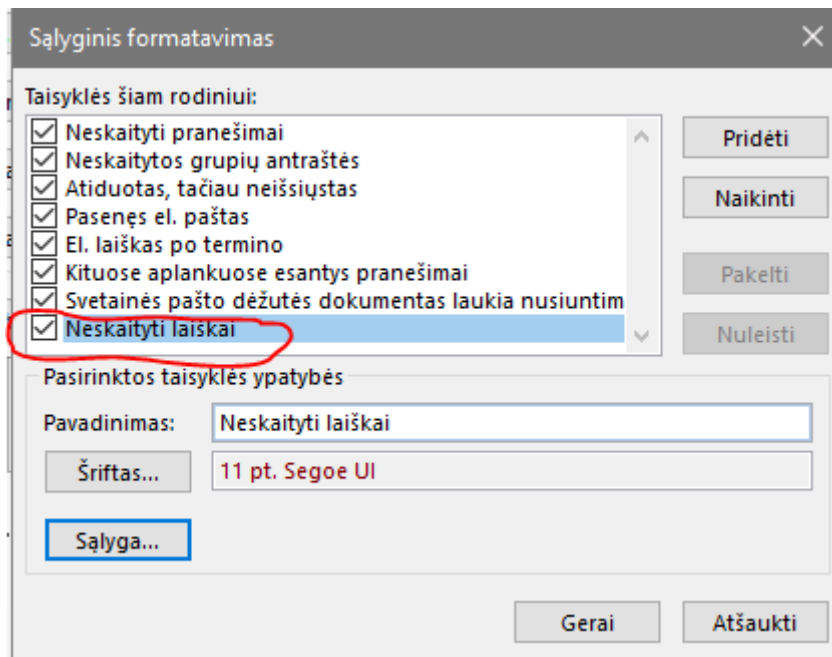 Sąlyginis formatavimas
Taisyklės šiam rodiniui:
Neskaityti pranešimai
Neskaitytos grupių antraštės
Atiduotas, tačiau neišsiųstas
Pasenęs el. paštas
El. laiškas po termino
Kituose aplankuose esantys pranešimai
Svetainės pašto dėžutės dokumentas laukia nusiuntim
Neskaityti laiškai
Pridėti
Naikinti
Pakelti
Nuleisti
Pasirinktos taisyklės ypatybės
Pavadinimas: Neskaityti laiškai
Šriftas... 11 pt. Segoe UI
Sąlyga...
Gerai Atšaukti